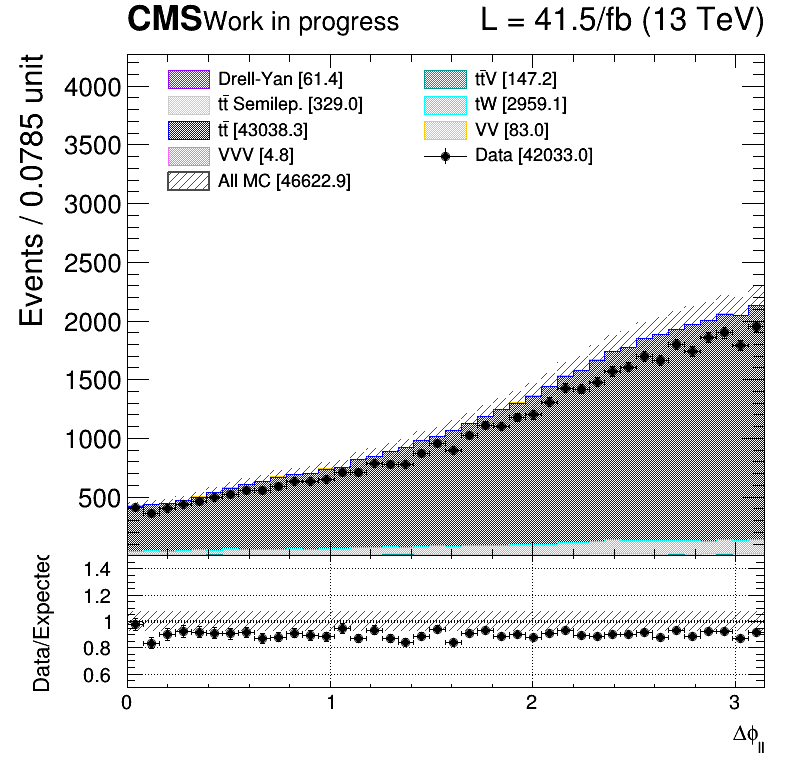 CMS Work in progress L = 41.5/fb (13 TeV)
Events / 0.0785 unit
4000
3500
3000
2500
2000
1500
1000
500
Drell-Yan [61.4]
tt̄ Semilep. [329.0]
tt̄ [43038.3]
VVV [4.8]
All MC [46622.9]
tt̄V [147.2]
tW [2959.1]
VV [83.0]
Data [42033.0]
Data/Expected
1.4
1.2
1
0.8
0.6
0 1 2 3
Δϕ_ll